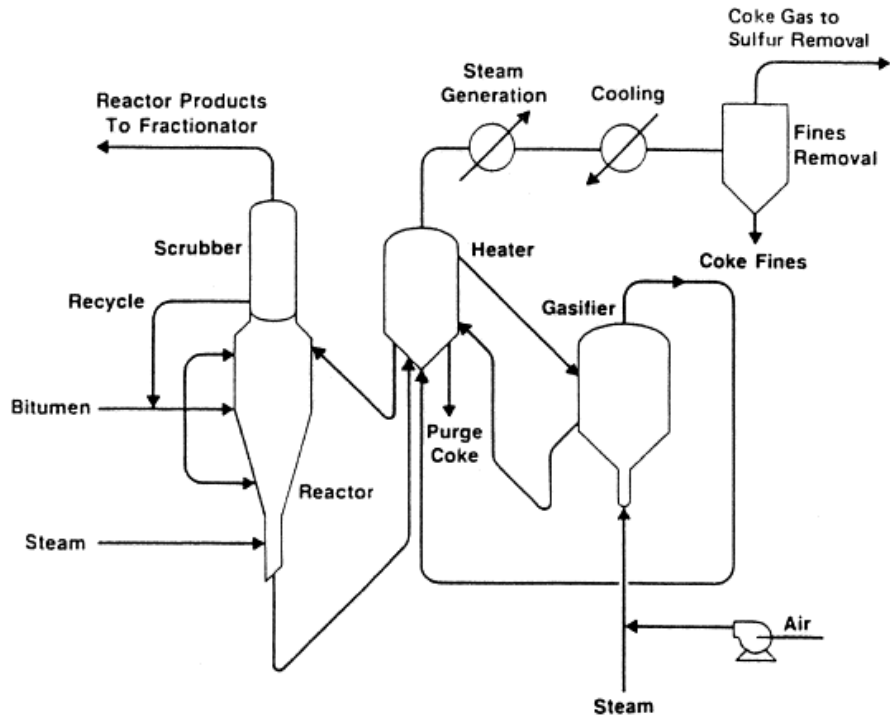 Coke Gas to
Sulfur Removal
Steam
Generation
Cooling
Reactor Products
To Fractionator
Fines
Removal
Scrubber
Heater
Coke Fines
Recycle
Gasifier
Bitumen
Purge
Coke
Reactor
Steam
Air
Steam